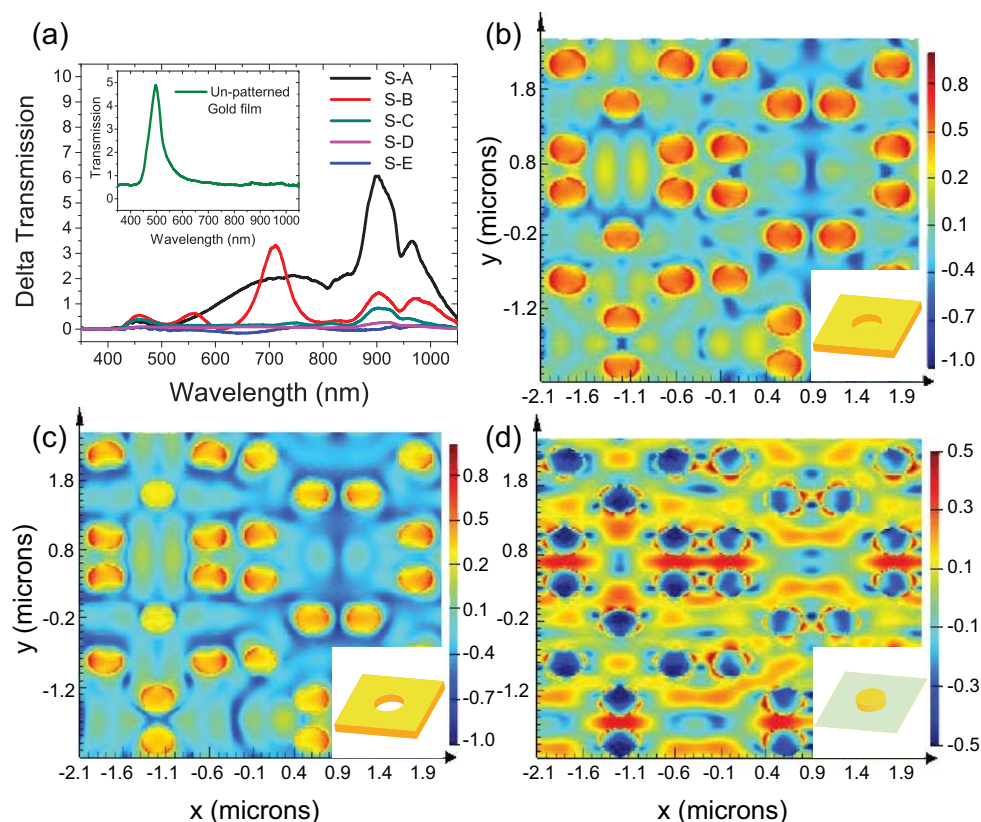 (a)
Delta Transmission
10
9
8
7
6
5
4
3
2
1
0
400 500 600 700 800 900 1000
Wavelength (nm)
S-A
S-B
S-C
S-D
S-E
Transmission
5
4
3
2
1
0
400 500 600 700 800 900 1000
Wavelength (nm)
Un-patterned
Gold film
(b)
y (microns)
1.8
0.8
-0.2
-1.2
-2.1 -1.6 -1.1 -0.6 0.4 0.9 1.4 1.9
0.8
0.5
0.2
0.1
-0.4
-0.7
-1.0
(c)
y (microns)
1.8
0.8
-0.2
-1.2
-2.1 -1.6 -1.1 -0.6 0.4 0.9 1.4 1.9
x (microns)
0.8
0.5
0.2
0.1
-0.4
-0.7
-1.0
(d)
1.8
0.8
-0.2
-1.2
-2.1 -1.6 -1.1 -0.6 0.4 0.9 1.4 1.9
x (microns)
0.5
0.3
0.1
-0.1
-0.3
-0.5